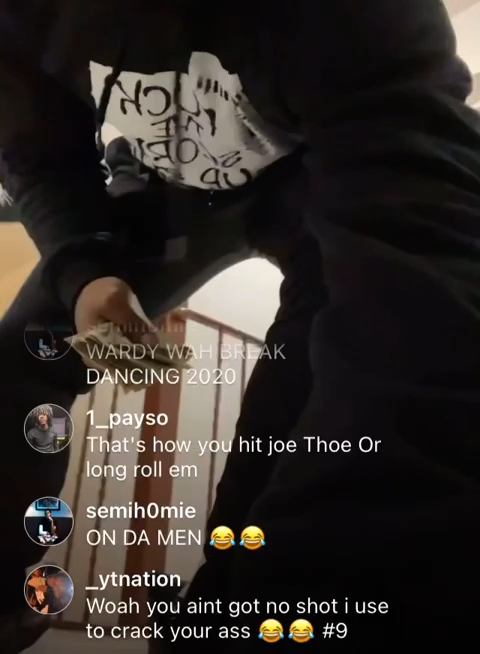 WARDY WAH BREAK
DANCING 2020
1_payso
That's how you hit joe Thoe Or
long roll em
semih0mie
ON DA MEN 😂😂
_ytnation
Woah you aint got no shot i use
to crack your ass 😂😂 #9